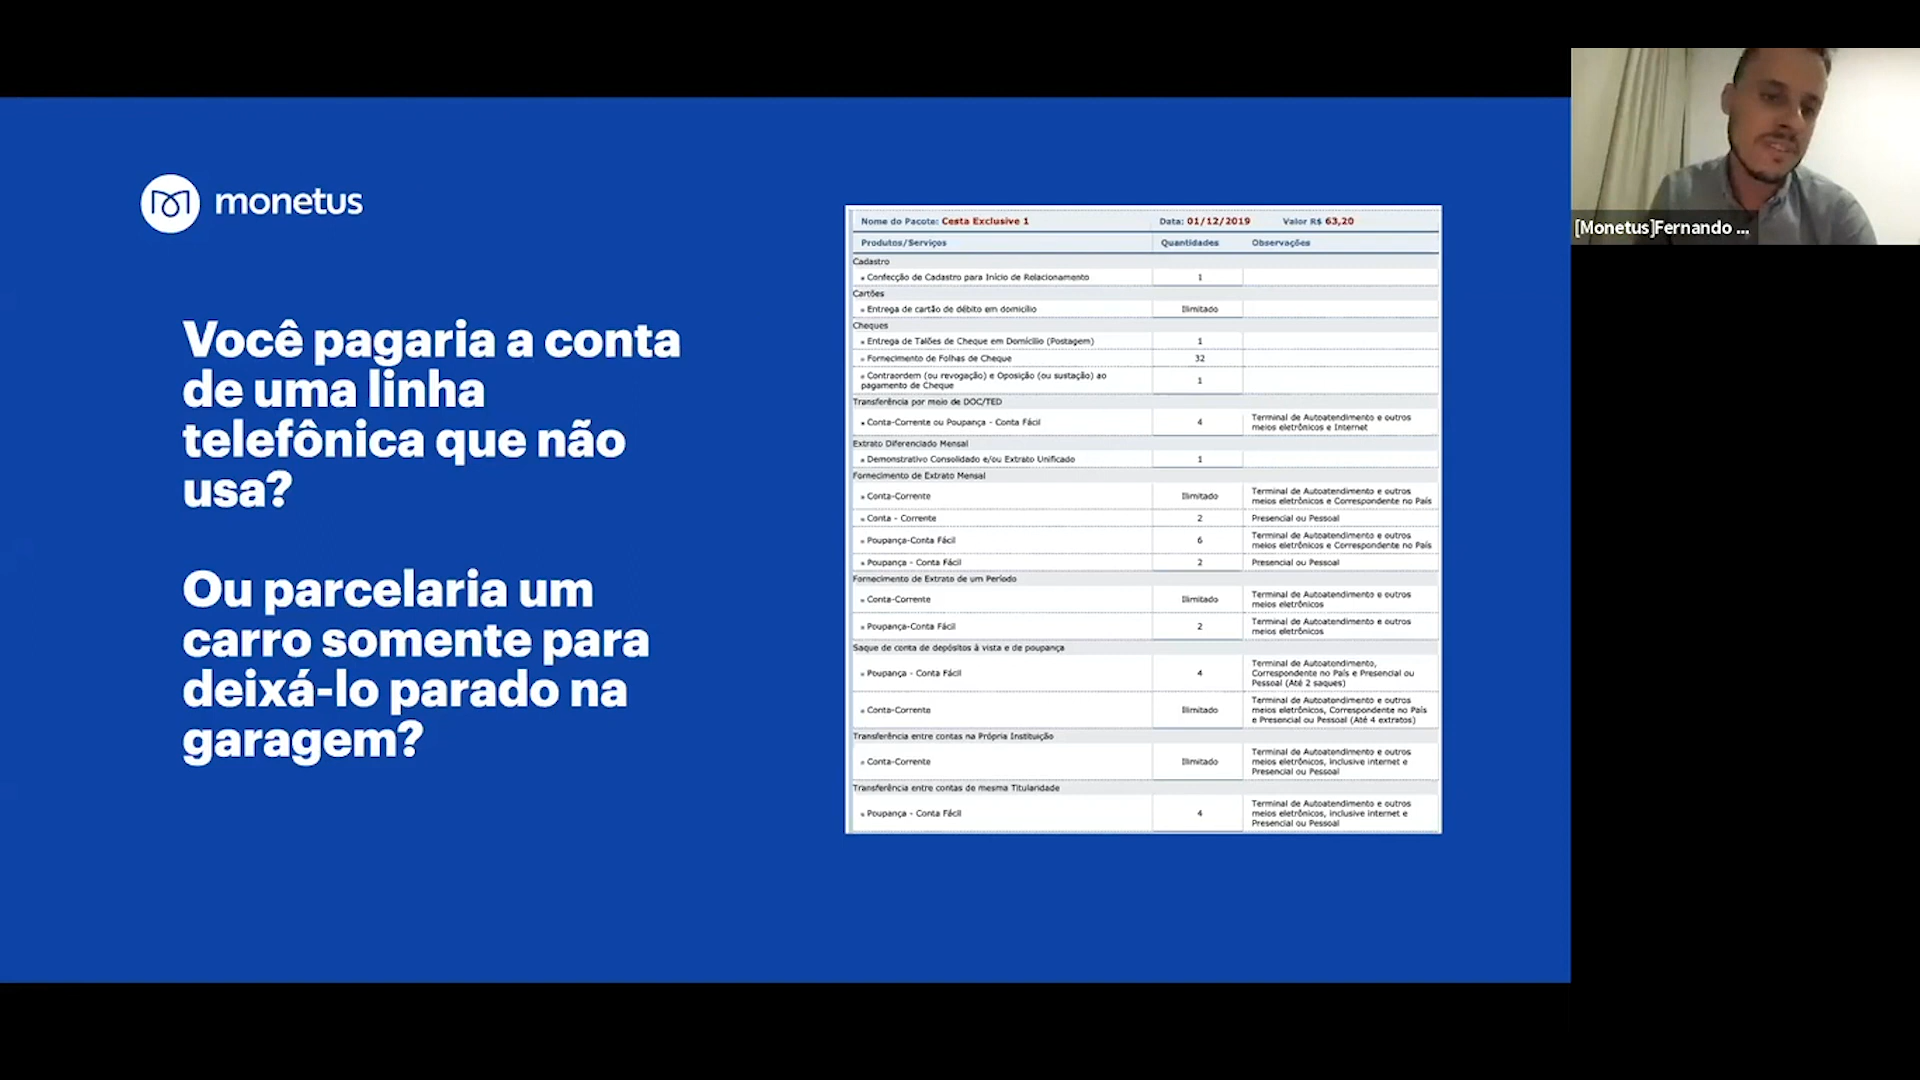 monetus
Você pagaria a conta
de uma linha
telefônica que não
usa?
Ou parcelaria um
carro somente para
deixá-lo parado na
garagem?
Nome do Pacote: Cesta Exclusive 1 Data: 01/12/2019 Valor R$ 63,20
Produtos/Serviços Quantidades Observações
Cadastro
Confecção de Cadastro para Início de Relacionamento 1
Cartões
Entrega de cartão de débito em domicílio Ilimitado
Cheques
Entrega de Talões de Cheque em Domicílio (Postagem) 1
Fornecimento de Folhas de Cheque 32
Contraordem (ou revogação) e Oposição (ou sustação) ao
pagamento de Cheque 1
Transferência por meio de DOC/TED
Conta-Corrente ou Poupança - Conta Fácil 4 Terminal de Autoatendimento e outros
meios eletrônicos e Internet
Extrato Diferenciado Mensal
Demonstrativo Consolidado e/ou Extrato Unificado 1
Fornecimento de Extrato Mensal
Conta-Corrente Ilimitado Terminal de Autoatendimento e outros
meios eletrônicos e Correspondente no País
Conta - Corrente 2 Presencial ou Pessoal
Poupança-Conta Fácil 6 Terminal de Autoatendimento e outros
meios eletrônicos e Correspondente no País
Poupança - Conta Fácil 2 Presencial ou Pessoal
Fornecimento de Extrato de um Período
Conta-Corrente Ilimitado Terminal de Autoatendimento e outros
meios eletrônicos
Poupança-Conta Fácil 2 Terminal de Autoatendimento e outros
meios eletrônicos
Saque de conta de depósitos à vista e de poupança
Poupança - Conta Fácil 4 Terminal de Autoatendimento,
Correspondente no País e Presencial ou
Pessoal (Até 2 saques)
Conta-Corrente Ilimitado Terminal de Autoatendimento e outros
meios eletrônicos, Correspondente no País
e Presencial ou Pessoal (Até 4 extratos)
Transferência entre contas na Própria Instituição
Conta-Corrente Ilimitado Terminal de Autoatendimento e outros
meios eletrônicos, inclusive internet e
Presencial ou Pessoal
Transferência entre contas de mesma Titularidade
Poupança - Conta Fácil 4 Terminal de Autoatendimento e outros
meios eletrônicos, inclusive internet e
Presencial ou Pessoal
[Monetus]Fernando ...